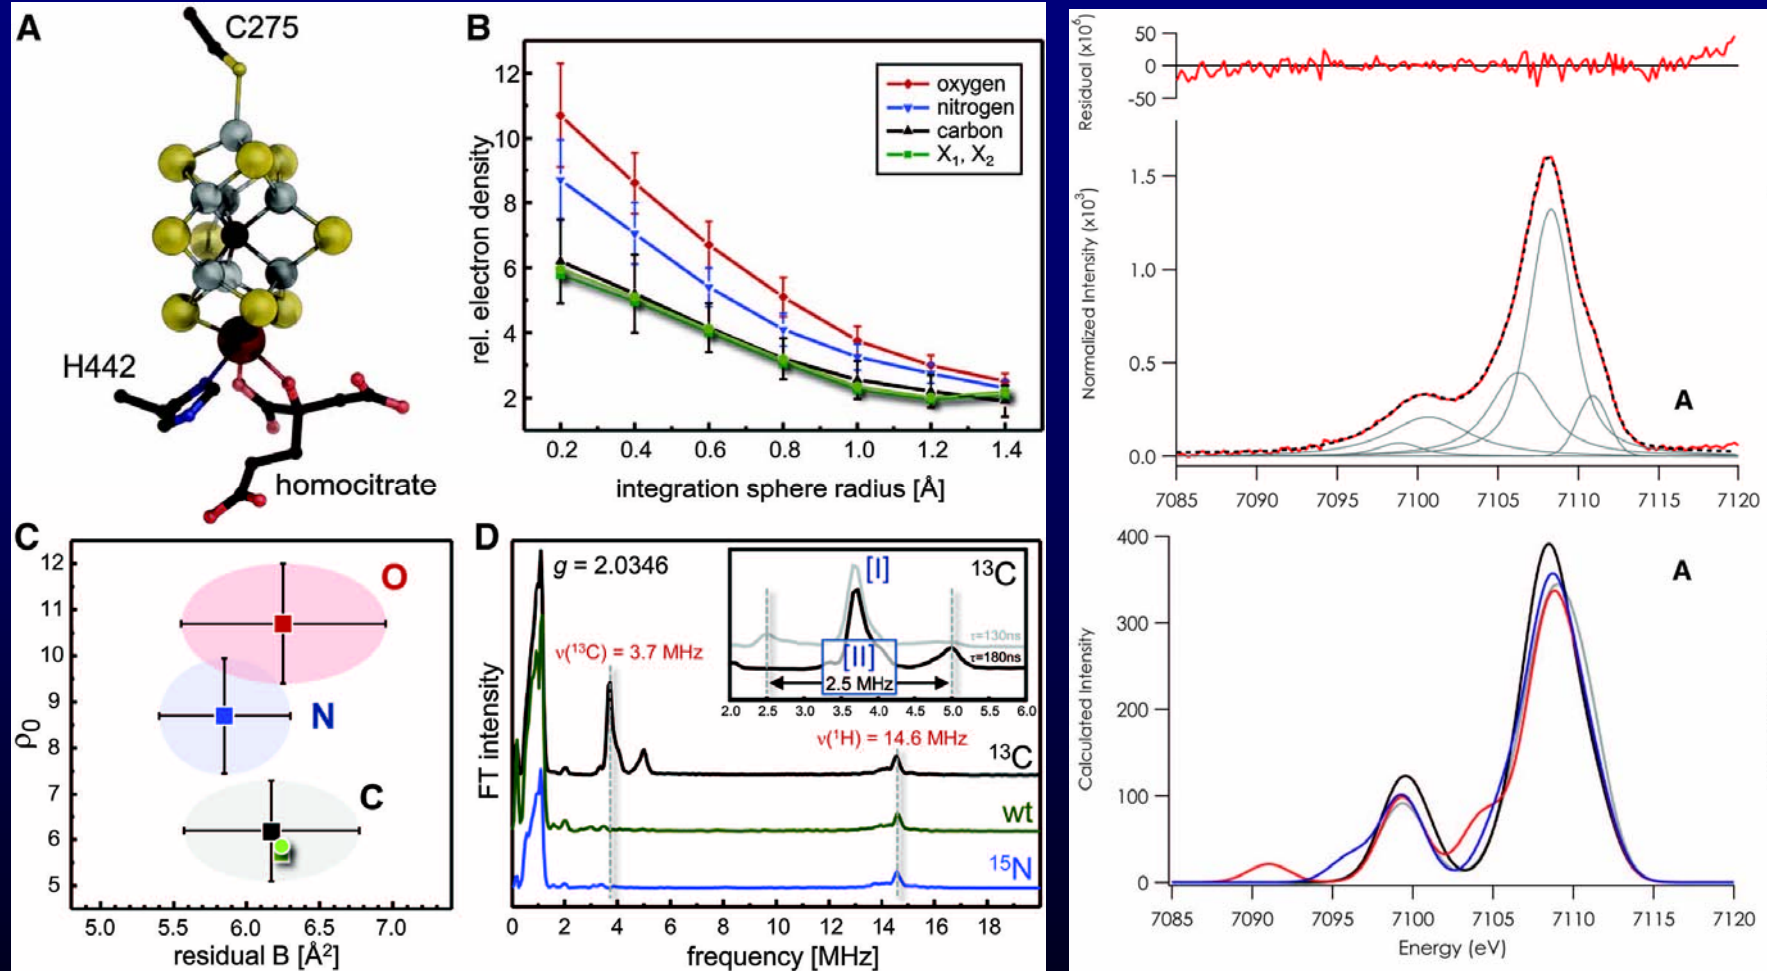 A
C275
H442
homocitrate
B
12
10
8
6
4
2
rel. electron density
oxygen
nitrogen
carbon
X₁, X₂
0.2 0.4 0.6 0.8 1.0 1.2 1.4
integration sphere radius [Å]
C
12
11
10
9
8
7
6
5
ρ₀
O
N
C
5.0 5.5 6.0 6.5 7.0
residual B [Å²]
D
g = 2.0346
FT intensity
ν(¹³C) = 3.7 MHz
[I]
¹³C
τ=130ns
[II]
τ=180ns
2.5 MHz
2.0 2.5 3.0 3.5 4.0 4.5 5.0 5.5 6.0
ν(¹H) = 14.6 MHz
¹³C
wt
¹⁵N
0 2 4 6 8 10 12 14 16 18
frequency [MHz]
Residual (x10⁶)
50
0
-50
Normalized Intensity (x10³)
1.5
1.0
0.5
0.0
A
7085 7090 7095 7100 7105 7110 7115 7120
Calculated Intensity
400
300
200
100
0
A
7085 7090 7095 7100 7105 7110 7115 7120
Energy (eV)